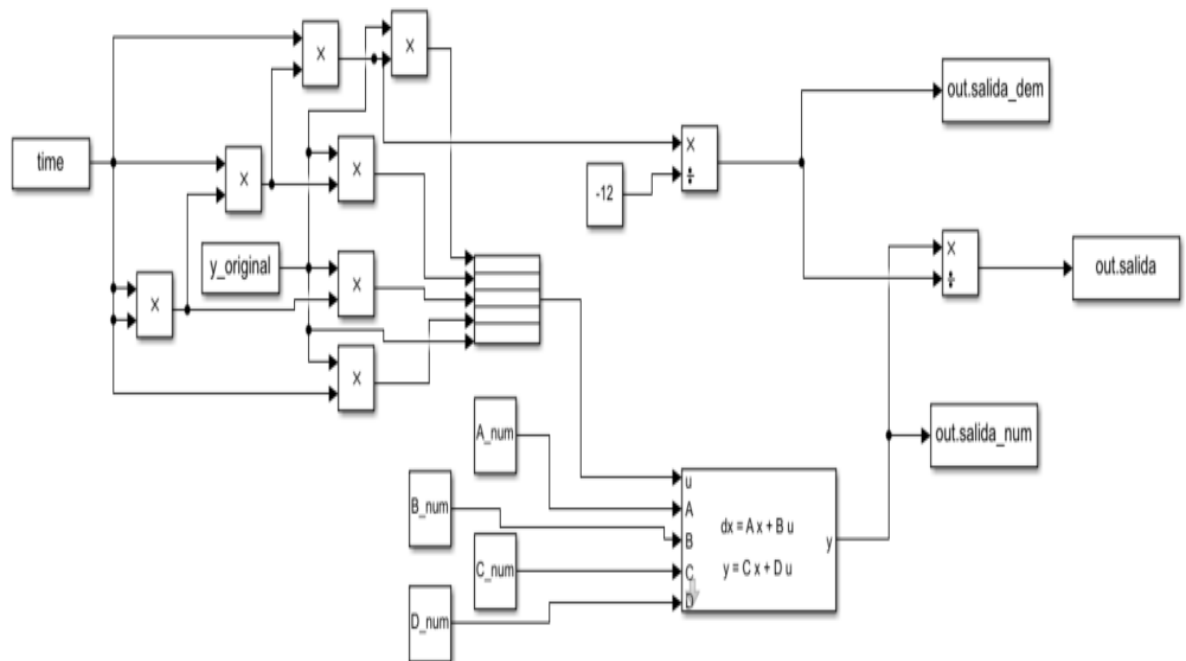 ×
×
out.salida_dem
time
×
×
×
÷
-12
y_original
×
×
×
×
÷
out.salida
A_num
out.salida_num
B_num
C_num
D_num
u
A
B
C
D
dx = A x + B u
y = C x + D u
y